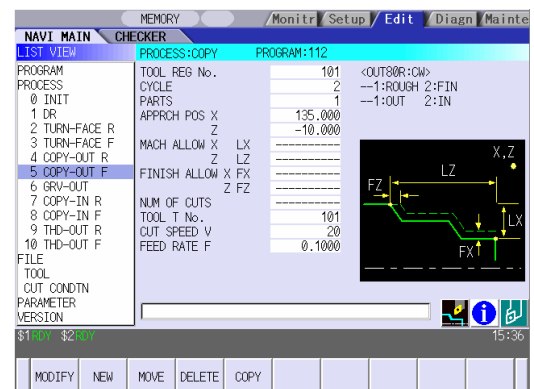 MEMORY Monitr Setup Edit Diagn Mainte
NAVI MAIN CHECKER
LIST VIEW PROCESS:COPY PROGRAM:112
PROGRAM
PROCESS
0 INIT
1 DR
2 TURN-FACE R
3 TURN-FACE F
4 COPY-OUT R
5 COPY-OUT F
6 GRV-OUT
7 COPY-IN R
8 COPY-IN F
9 THD-OUT R
10 THD-OUT F
FILE
TOOL
CUT CONDTN
PARAMETER
VERSION
TOOL REG No. 101
CYCLE 2
PARTS 1
APPRCH POS X 135.000
Z -10.000
MACH ALLOW X LX ----------
Z LZ ----------
FINISH ALLOW X FX ----------
Z FZ ----------
NUM OF CUTS ----------
TOOL T No. 101
CUT SPEED V 20
FEED RATE F 0.1000
<OUT80R:CW>
--1:ROUGH 2:FIN
--1:OUT 2:IN
X,Z
LZ
FZ
LX
FX
$1RDY $2RDY 15:36
MODIFY NEW MOVE DELETE COPY